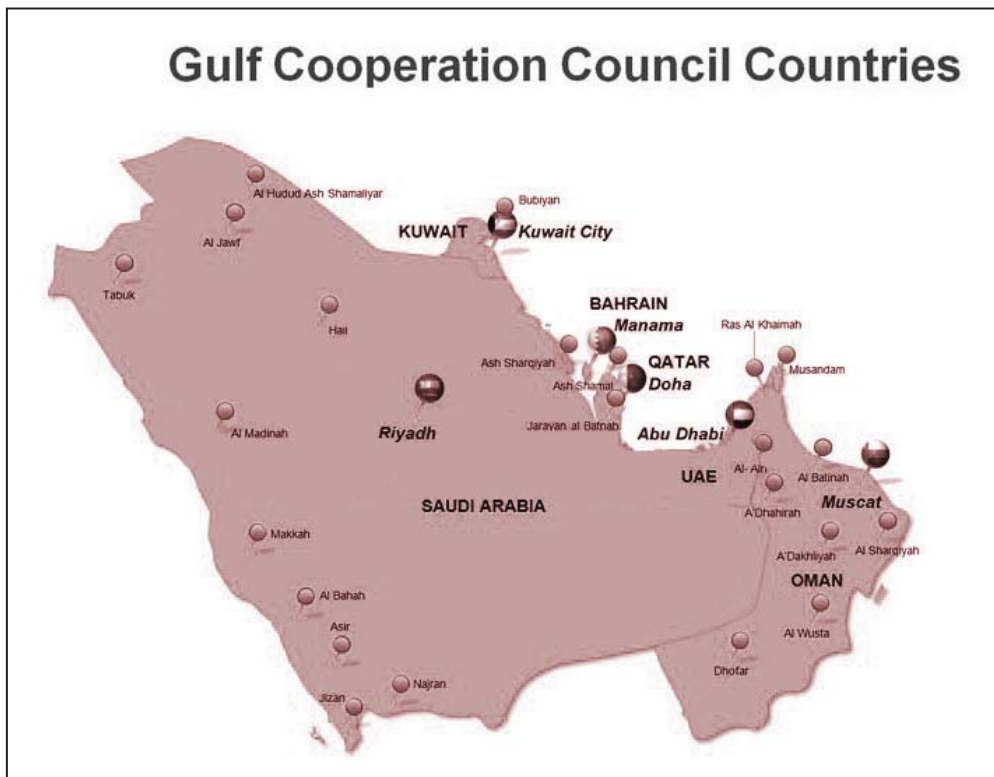 Gulf Cooperation Council Countries
Al Hudud Ash Shamaliyar
Bubiyan
Al Jawf
KUWAIT
Kuwait City
Tabuk
Hail
BAHRAIN
Manama
Ras Al Khaimah
Ash Sharqiyah
QATAR
Musandam
Ash Shamal
Doha
Al Madinah
Riyadh
Jarayan al Batnah
Abu Dhabi
UAE
Al- Ain
Al Batinah
SAUDI ARABIA
A'Dhahirah
Muscat
Makkah
A'Dakhliyah
Al Sharqiyah
OMAN
Al Bahah
Asir
Al Wusta
Dhofar
Jizan
Najran